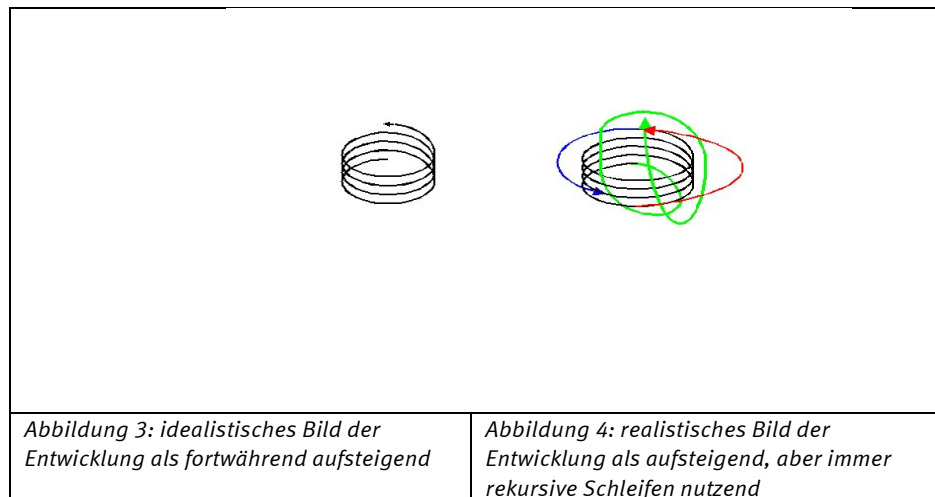 Abbildung 3: idealistisches Bild der
Entwicklung als fortwährend aufsteigend
Abbildung 4: realistisches Bild der
Entwicklung als aufsteigend, aber immer
rekursive Schleifen nutzend